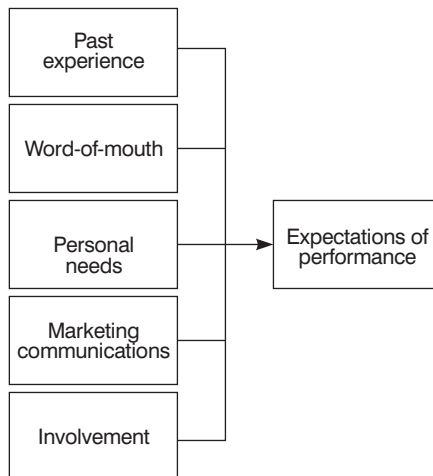 Past
experience
Word-of-mouth
Personal
needs
Marketing
communications
Involvement
Expectations of
performance